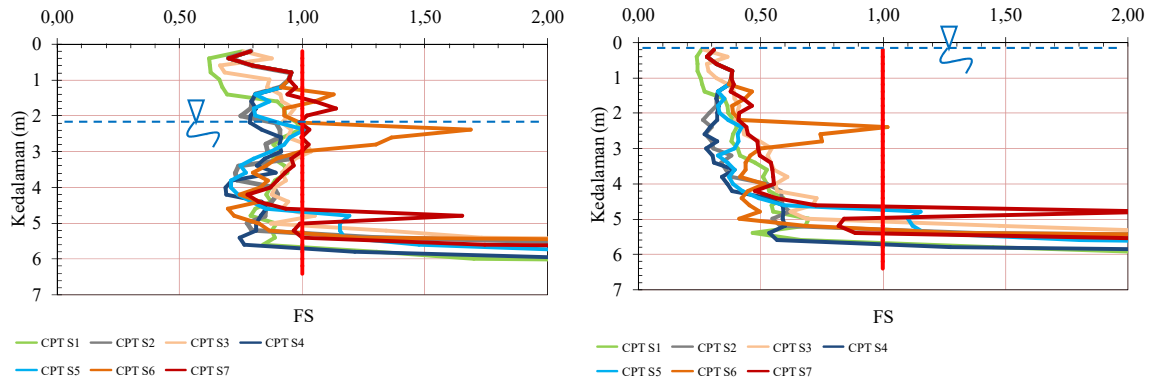 0,00 0,50 1,00 1,50 2,00
0
1
2
3
4
5
6
7
Kedalaman (m)
FS
CPT S1 CPT S2 CPT S3 CPT S4
CPT S5 CPT S6 CPT S7
0,00 0,50 1,00 1,50 2,00
0
1
2
3
4
5
6
7
Kedalaman (m)
FS
CPT S1 CPT S2 CPT S3 CPT S4
CPT S5 CPT S6 CPT S7